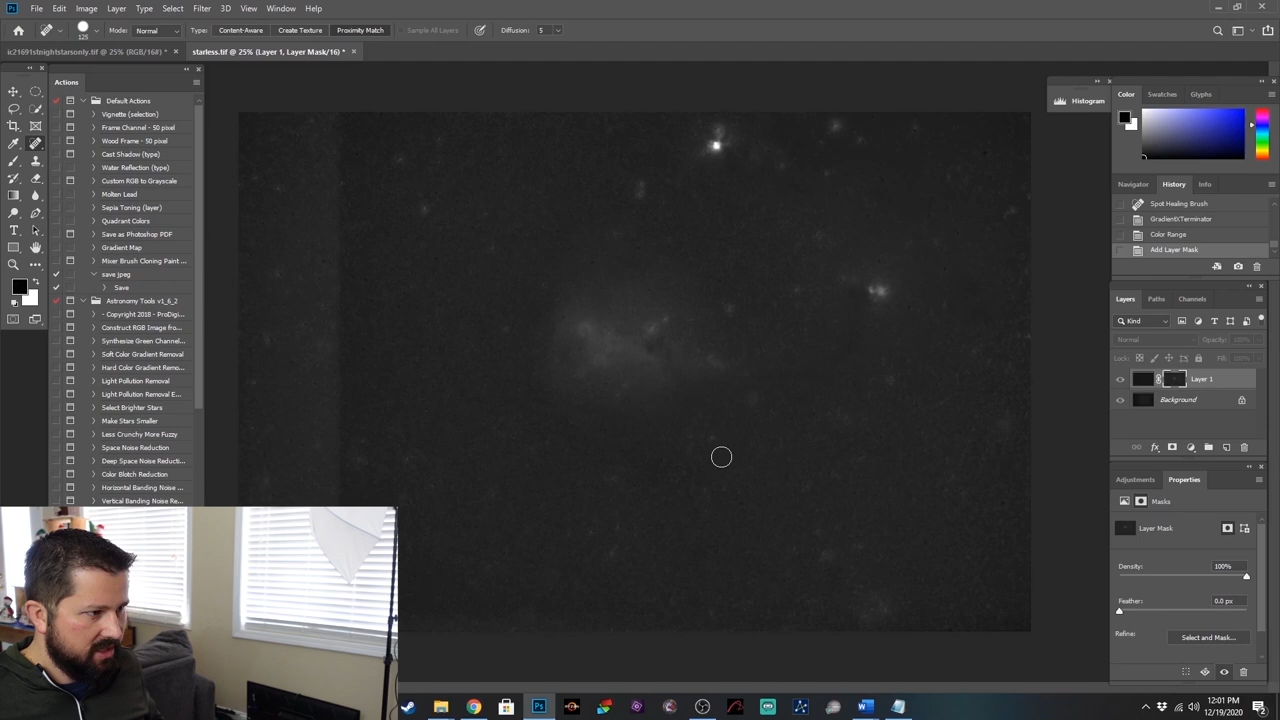 Ps File Edit Image Layer Type Select Filter 3D View Window Help
125 Mode: Normal Type: Content-Aware Create Texture Proximity Match Sample All Layers Diffusion: 5
ic21691stnightstarsonly.tif @ 25% (RGB/16#) * × starless.tif @ 25% (Layer 1, Layer Mask/16) * ×
Actions
Default Actions
Vignette (selection)
Frame Channel - 50 pixel
Wood Frame - 50 pixel
Cast Shadow (type)
Water Reflection (type)
Custom RGB to Grayscale
Molten Lead
Sepia Toning (layer)
Quadrant Colors
Save as Photoshop PDF
Gradient Map
Mixer Brush Cloning Paint ...
save jpeg
Save
Astronomy Tools v1_6_2
- Copyright 2018 - ProDigi...
Construct RGB Image fro...
Synthesize Green Channel...
Soft Color Gradient Removal
Hard Color Gradient Remo...
Light Pollution Removal
Light Pollution Removal E...
Select Brighter Stars
Make Stars Smaller
Less Crunchy More Fuzzy
Space Noise Reduction
Deep Space Noise Reducti...
Color Blotch Reduction
Horizontal Banding Noise ...
Vertical Banding Noise Re...
Histogram
Color Swatches Glyphs
Navigator History Info
Spot Healing Brush
GradientXTerminator
Color Range
Add Layer Mask
Layers Paths Channels
Kind
Normal Opacity: 100%
Lock: Fill: 100%
Layer 1
Background
Adjustments Properties
Masks
Layer Mask
Density: 100%
Feather: 0.0 px
Refine: Select and Mask...
Ps
12:01 PM
12/19/2020